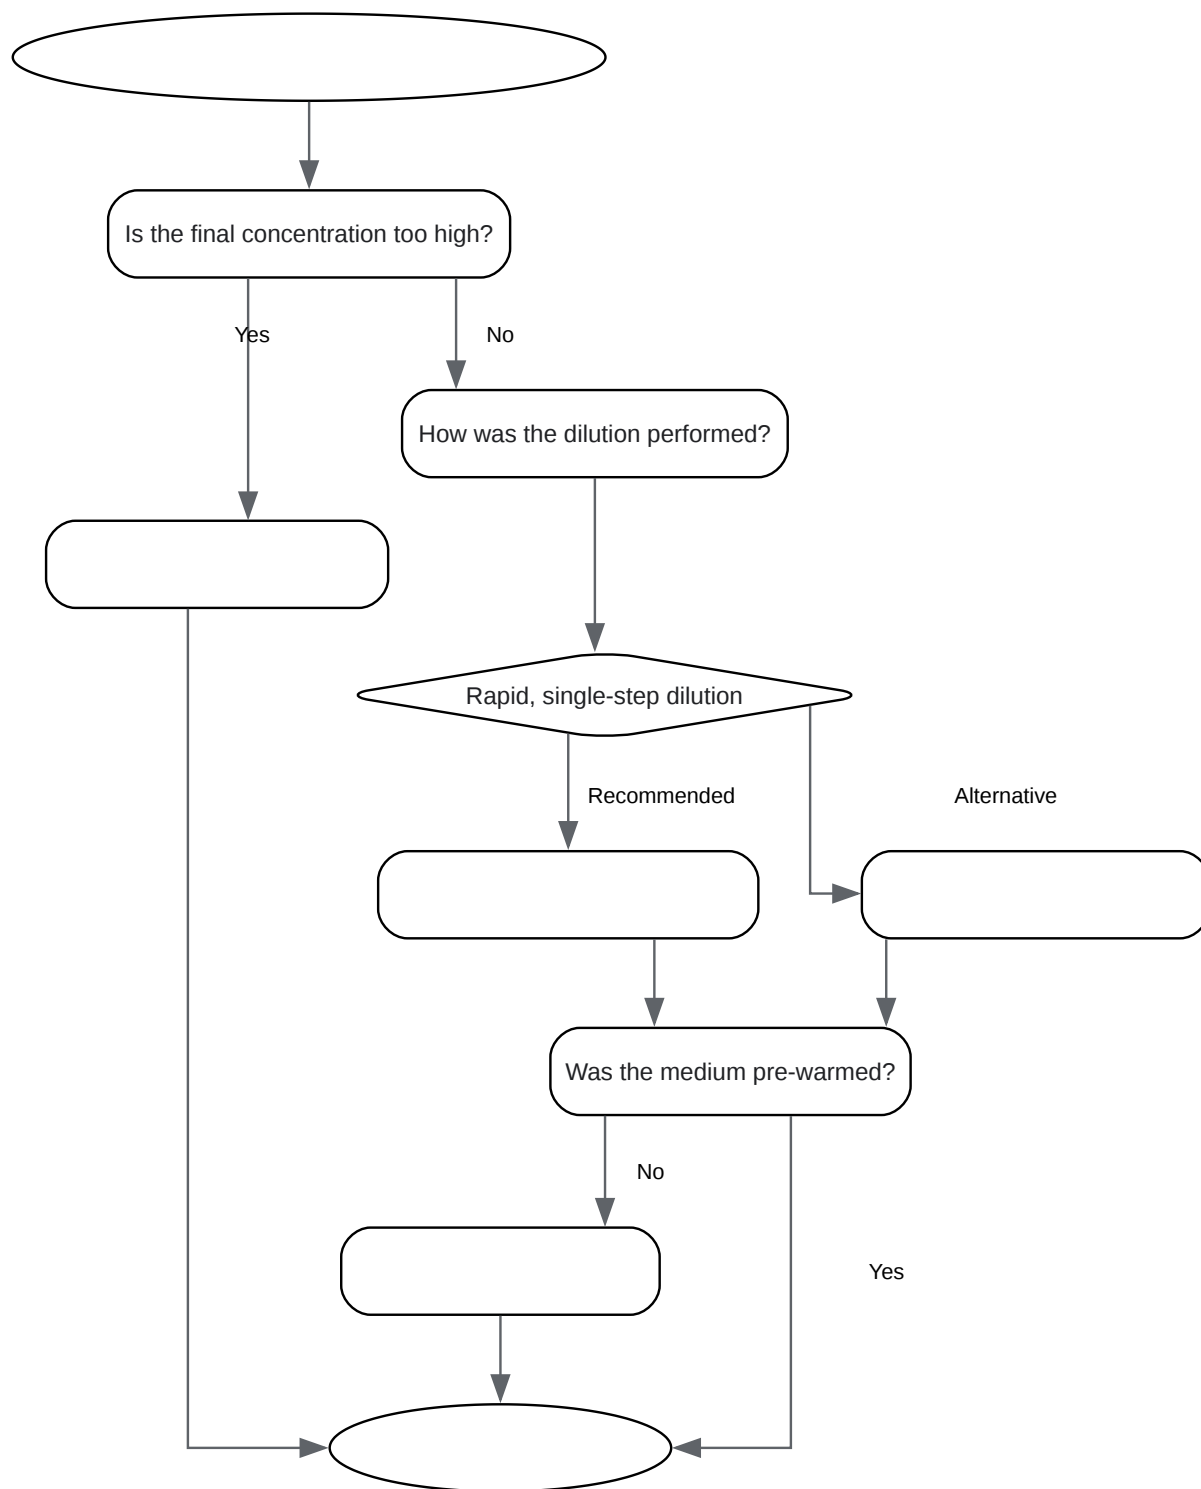 Is the final concentration too high?
Yes
No
How was the dilution performed?
Rapid, single-step dilution
Recommended
Alternative
Was the medium pre-warmed?
No
Yes